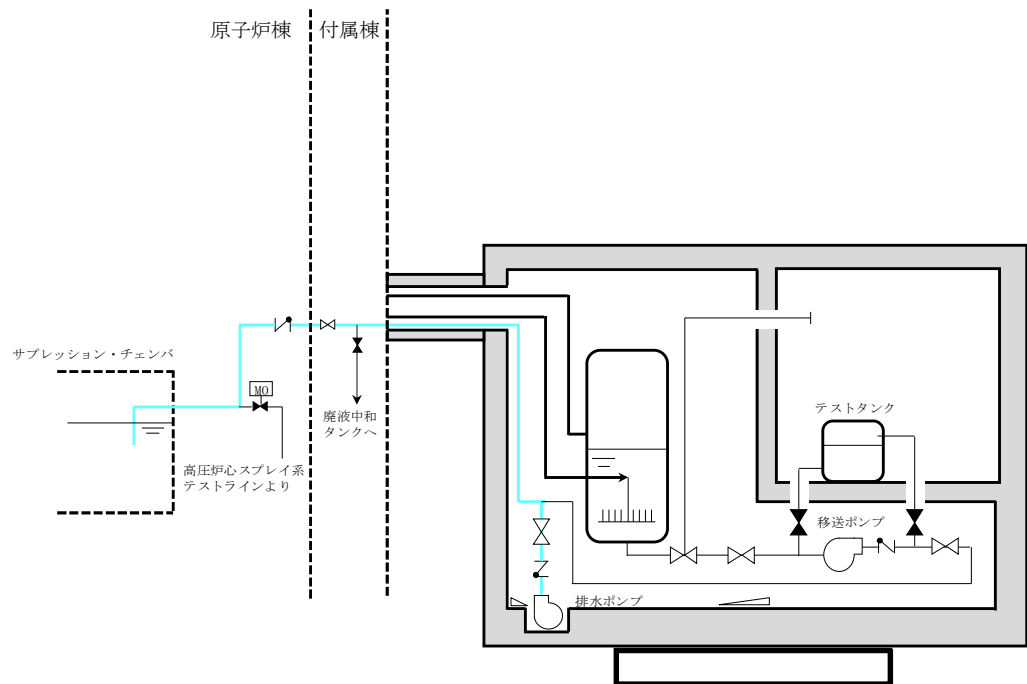 原子炉棟
付属棟
サプレッション・チェンバ
MO
高圧炉心スプレイ系
テストラインより
廃液中和
タンクへ
テストタンク
移送ポンプ
排水ポンプ